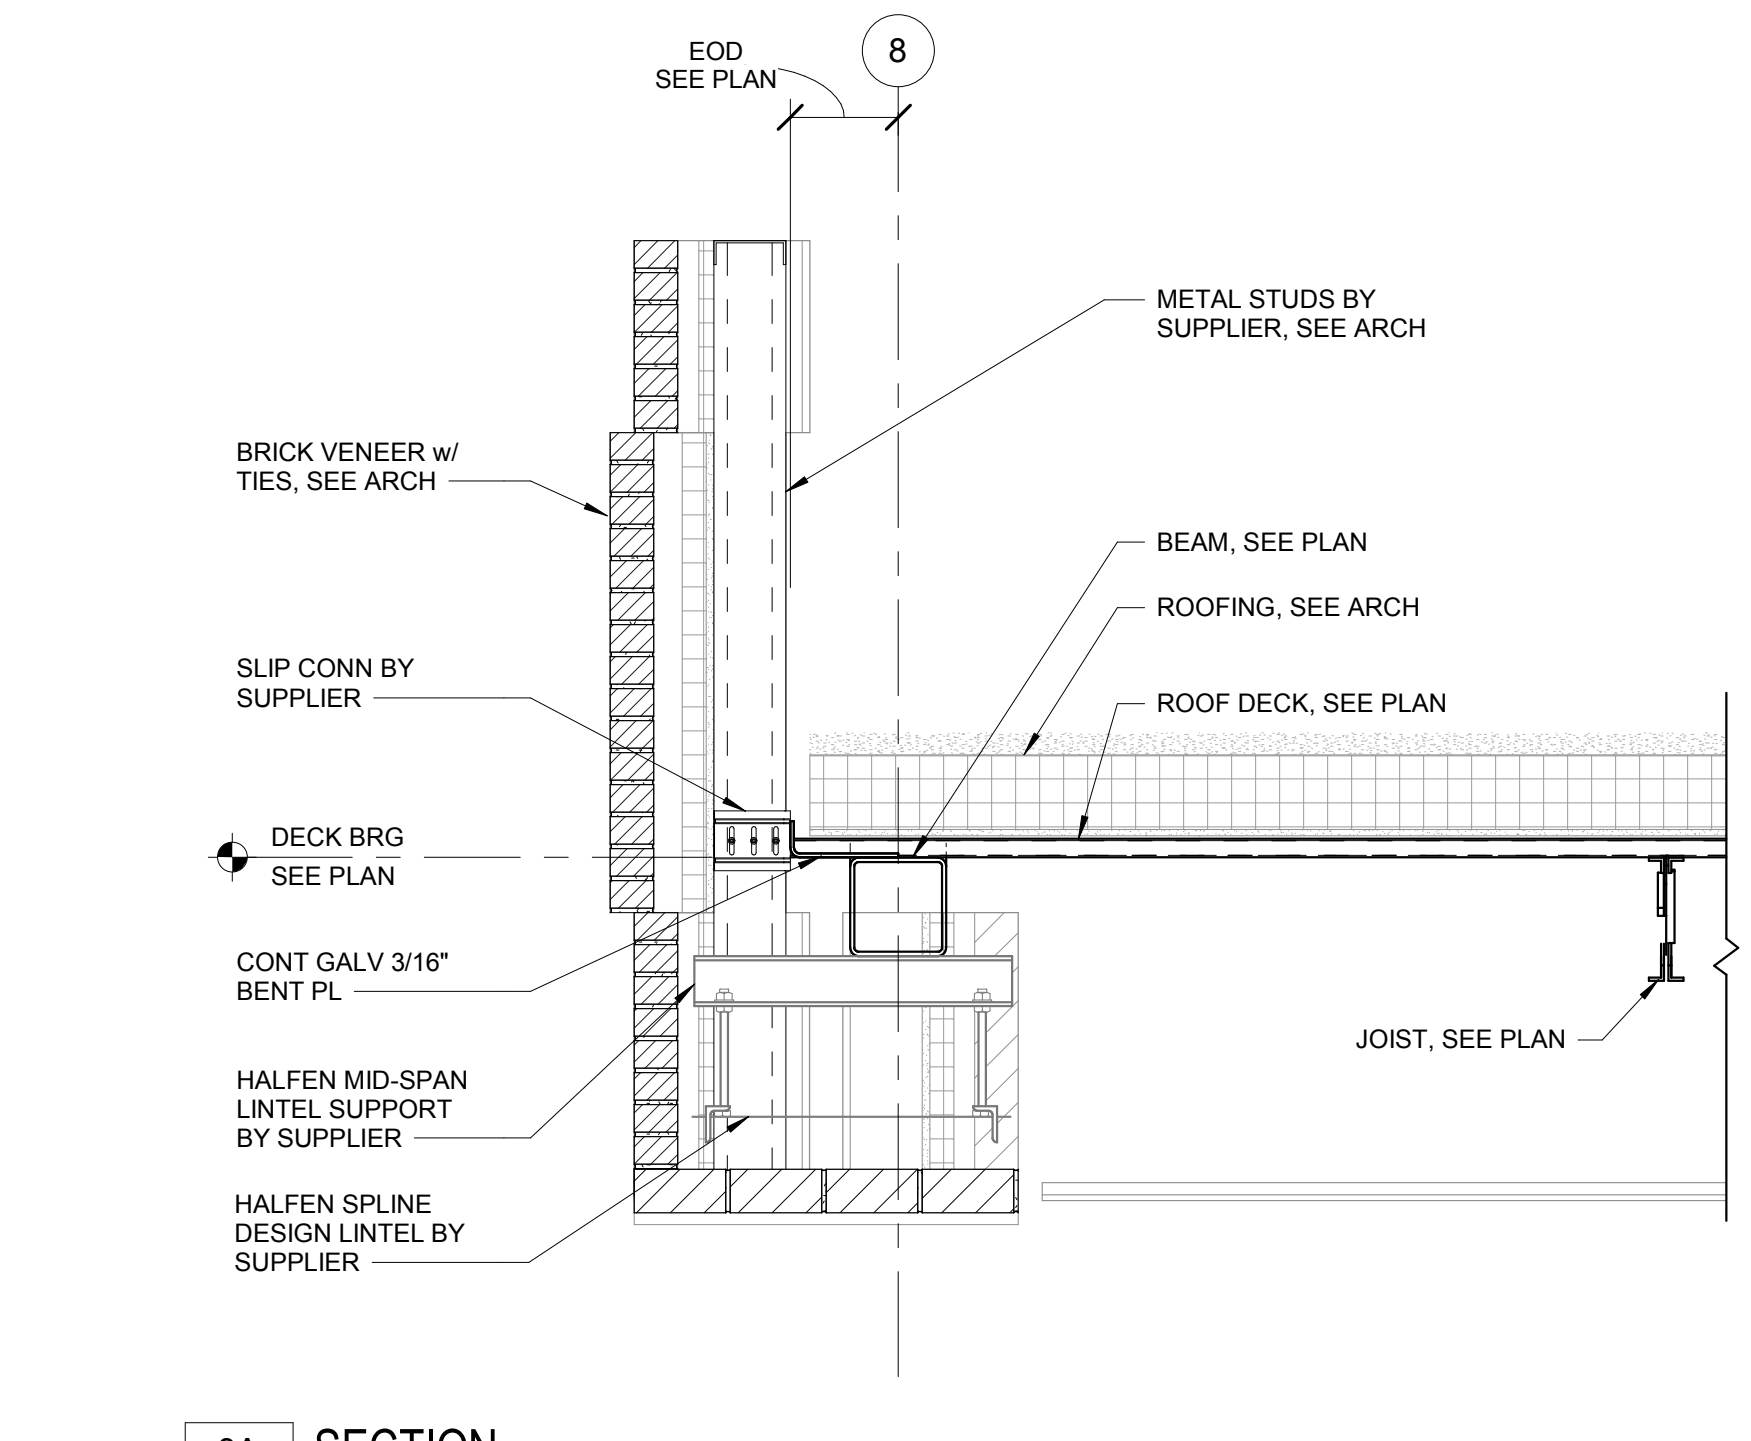 EOD
SEE PLAN
8
METAL STUDS BY
SUPPLIER, SEE ARCH
BRICK VENEER w/
TIES, SEE ARCH
BEAM, SEE PLAN
ROOFING, SEE ARCH
SLIP CONN BY
SUPPLIER
ROOF DECK, SEE PLAN
DECK BRG
SEE PLAN
CONT GALV 3/16"
BENT PL
JOIST, SEE PLAN
HALFEN MID-SPAN
LINTEL SUPPORT
BY SUPPLIER
HALFEN SPLINE
DESIGN LINTEL BY
SUPPLIER
SECTION